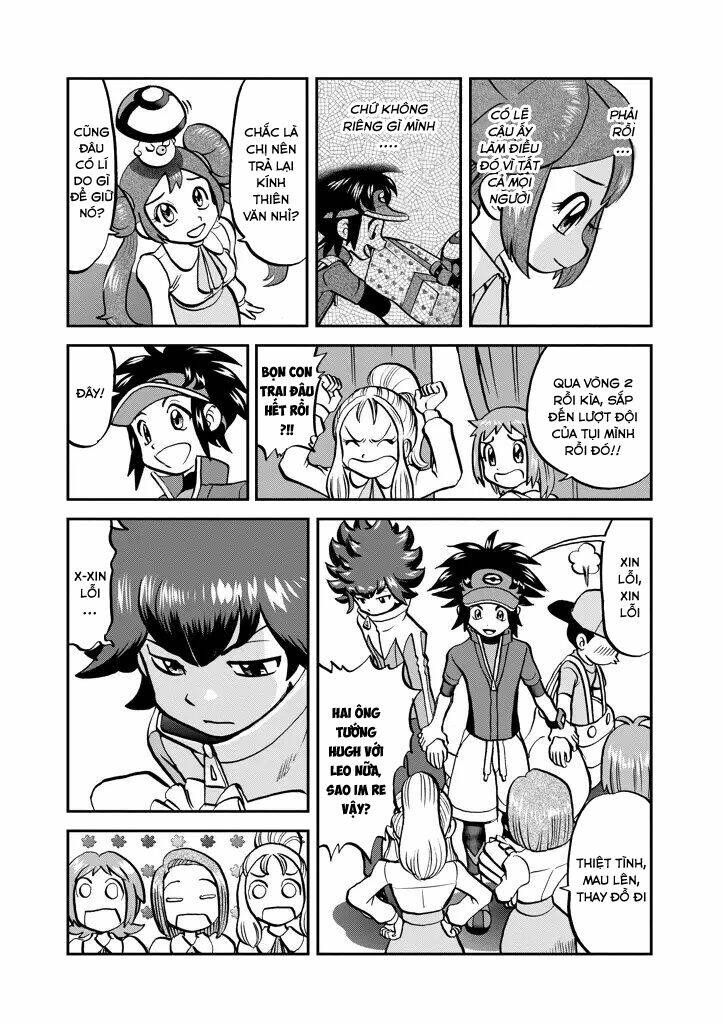 PHẢI
RỒI
...
CÓ LẼ
CẬU ẤY
LÀM ĐIỀU
ĐÓ VÌ TẤT
CẢ MỌI
NGƯỜI
CHỨ KHÔNG
RIÊNG GÌ MÌNH
....
CHẮC LÀ
CHỊ NÊN
TRẢ LẠI
KÍNH
THIÊN
VĂN NHỈ?
CŨNG
ĐÂU
CÓ LÍ
DO GÌ
ĐỂ GIỮ
NÓ?
QUA VÒNG 2
RỒI KÌA, SẮP
ĐẾN LƯỢT ĐỘI
CỦA TỤI MÌNH
RỒI ĐÓ!!
BỌN CON
TRAI ĐÂU
HẾT RỒI
?!!
ĐÂY!
XIN
LỖI,
XIN
LỖI
HAI ÔNG
TƯỚNG
HUGH VỚI
LEO NỮA,
SAO IM RE
VẬY?
THIỆT TÌNH,
MAU LÊN,
THAY ĐỒ ĐI
X-XIN
LỖI
...